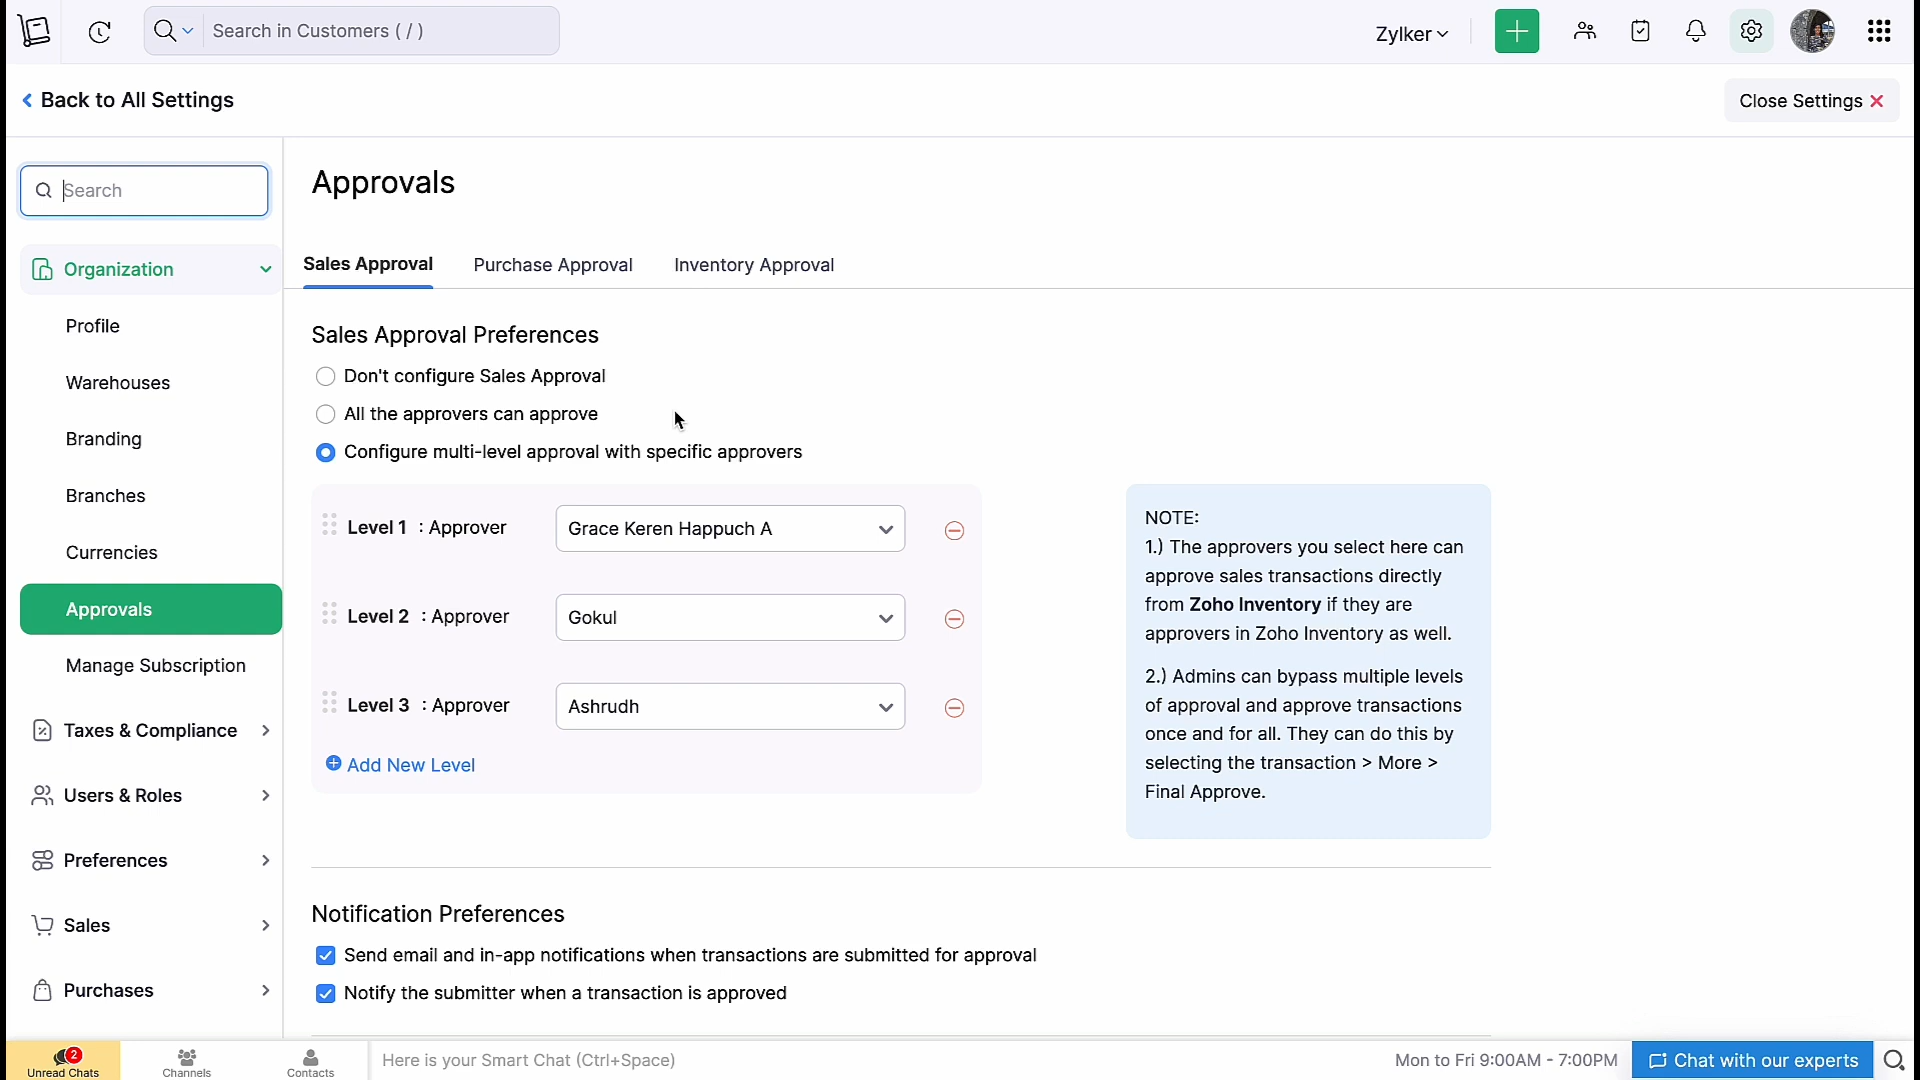 Search in Customers ( / )
Zylker
Back to All Settings
Close Settings
Search
Organization
Profile
Warehouses
Branding
Branches
Currencies
Approvals
Manage Subscription
Taxes & Compliance
Users & Roles
Preferences
Sales
Purchases
Approvals
Sales Approval
Purchase Approval
Inventory Approval
Sales Approval Preferences
Don't configure Sales Approval
All the approvers can approve
Configure multi-level approval with specific approvers
Level 1 : Approver
Grace Keren Happuch A
Level 2 : Approver
Gokul
Level 3 : Approver
Ashrudh
Add New Level
NOTE:
1.) The approvers you select here can
approve sales transactions directly
from Zoho Inventory if they are
approvers in Zoho Inventory as well.
2.) Admins can bypass multiple levels
of approval and approve transactions
once and for all. They can do this by
selecting the transaction > More >
Final Approve.
Notification Preferences
Send email and in-app notifications when transactions are submitted for approval
Notify the submitter when a transaction is approved
2
Unread Chats
Channels
Contacts
Here is your Smart Chat (Ctrl+Space)
Mon to Fri 9:00AM - 7:00PM
Chat with our experts